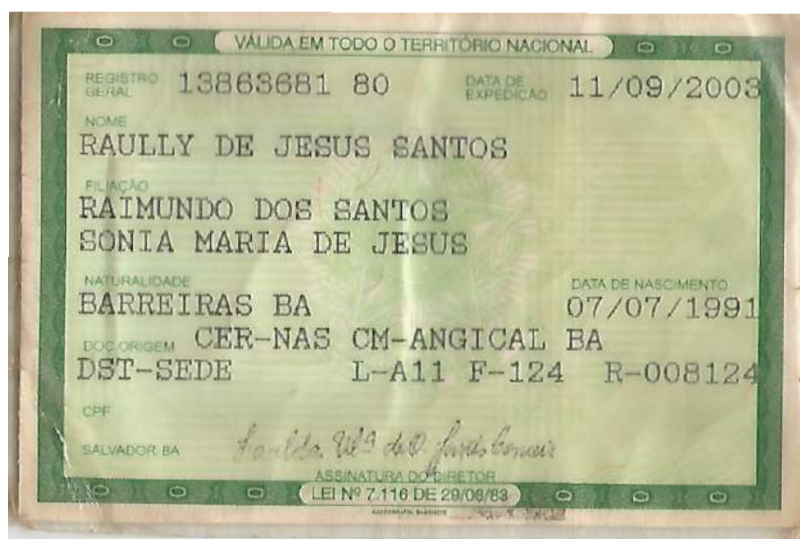 VÁLIDA EM TODO O TERRITÓRIO NACIONAL
REGISTRO GERAL 13863681 80 DATA DE EXPEDIÇÃO 11/09/2003
NOME
RAULLY DE JESUS SANTOS
FILIAÇÃO
RAIMUNDO DOS SANTOS
SONIA MARIA DE JESUS
NATURALIDADE DATA DE NASCIMENTO
BARREIRAS BA 07/07/1991
DOC ORIGEM CER-NAS CM-ANGICAL BA
DST-SEDE L-A11 F-124 R-008124
CPF
SALVADOR BA
ASSINATURA DO DIRETOR
LEI Nº 7.116 DE 29/08/83